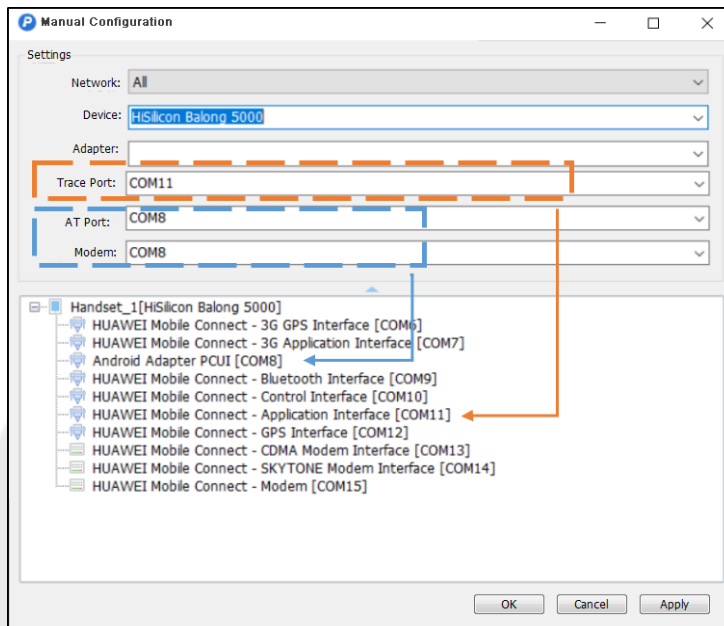 Manual Configuration
Settings
Network: All
Device: HiSilicon Balong 5000
Adapter:
Trace Port: COM11
AT Port: COM8
Modem: COM8
Handset_1[HiSilicon Balong 5000]
HUAWEI Mobile Connect - 3G GPS Interface [COM6]
HUAWEI Mobile Connect - 3G Application Interface [COM7]
Android Adapter PCUI [COM8]
HUAWEI Mobile Connect - Bluetooth Interface [COM9]
HUAWEI Mobile Connect - Control Interface [COM10]
HUAWEI Mobile Connect - Application Interface [COM11]
HUAWEI Mobile Connect - GPS Interface [COM12]
HUAWEI Mobile Connect - CDMA Modem Interface [COM13]
HUAWEI Mobile Connect - SKYTONE Modem Interface [COM14]
HUAWEI Mobile Connect - Modem [COM15]
OK Cancel Apply